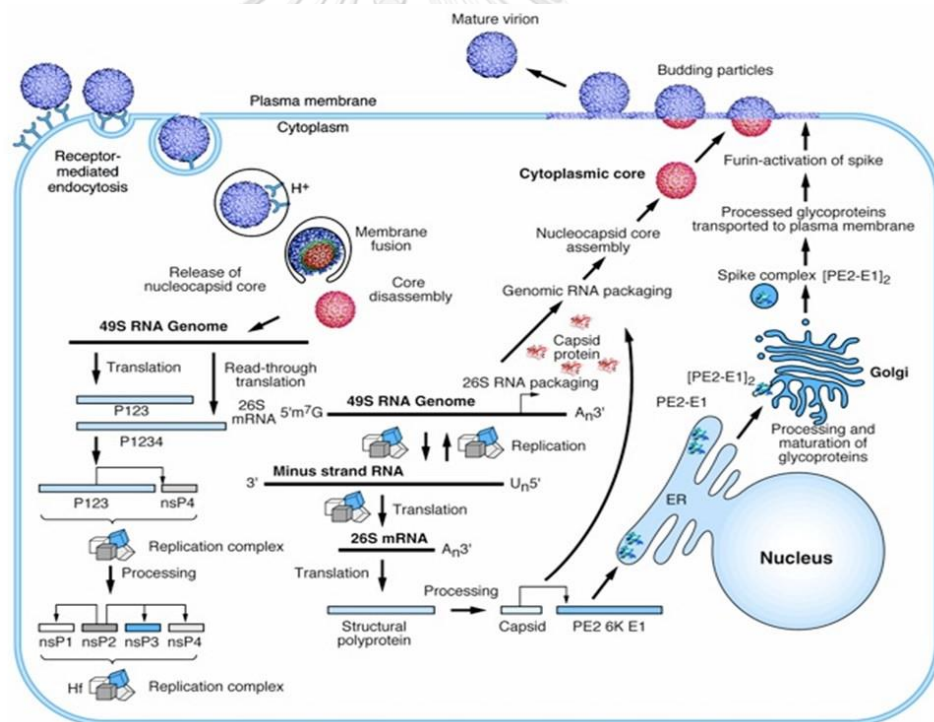 Mature virion
Budding particles
Plasma membrane
Cytoplasm
Receptor-
mediated
endocytosis
H+
Membrane
fusion
Release of
nucleocapsid core
Core
disassembly
49S RNA Genome
Translation
Read-through
translation
P123
P1234
P123
nsP4
Replication complex
Processing
nsP1 nsP2 nsP3 nsP4
Hf
Replication complex
Cytoplasmic core
Nucleocapsid core
assembly
Genomic RNA packaging
Capsid
protein
26S RNA packaging
26S
mRNA
5'm7G
49S RNA Genome
An3'
Replication
Minus strand RNA
3'
Un5'
Translation
26S mRNA
An3'
Translation
Processing
Structural
polyprotein
Capsid
PE2 6K E1
Furin-activation of spike
Processed glycoproteins
transported to plasma membrane
Spike complex [PE2-E1]2
Golgi
[PE2-E1]2
PE2-E1
Processing and
maturation of
glycoproteins
ER
Nucleus